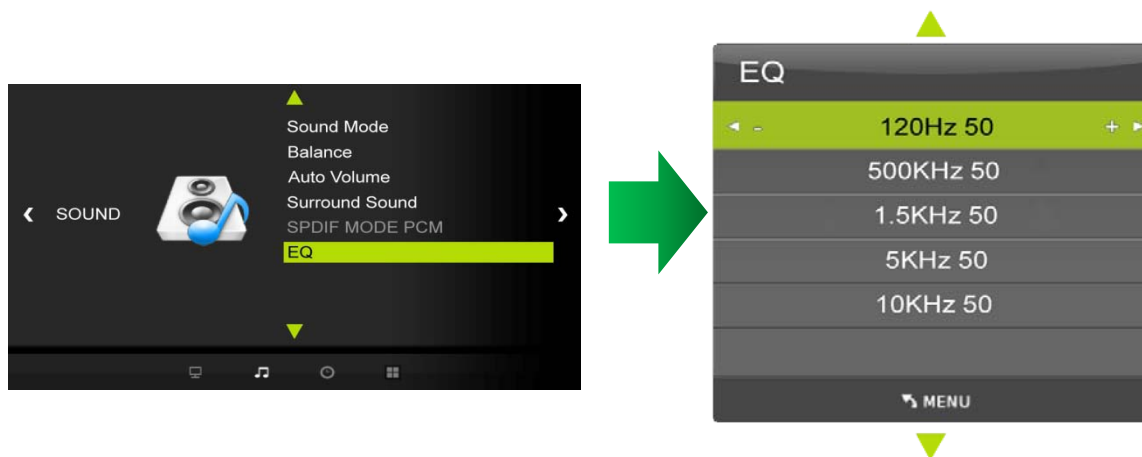 Sound Mode
Balance
Auto Volume
Surround Sound
SPDIF MODE PCM
EQ
SOUND
EQ
- 120Hz 50 +
500KHz 50
1.5KHz 50
5KHz 50
10KHz 50
MENU